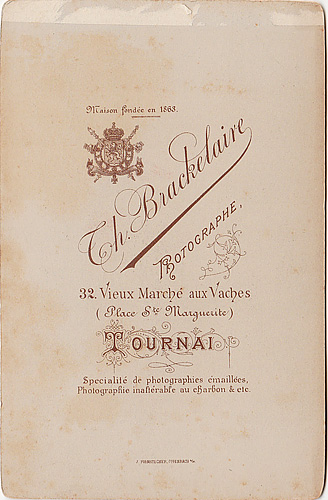 Maison fondée en 1863.
Th. Brackelaire
PHOTOGRAPHE,
32. Vieux Marché aux Vaches
(Place Ste Marguerite)
TOURNAI
Specialité de photographies émaillées,
Photographie inaltérable au charbon & etc.